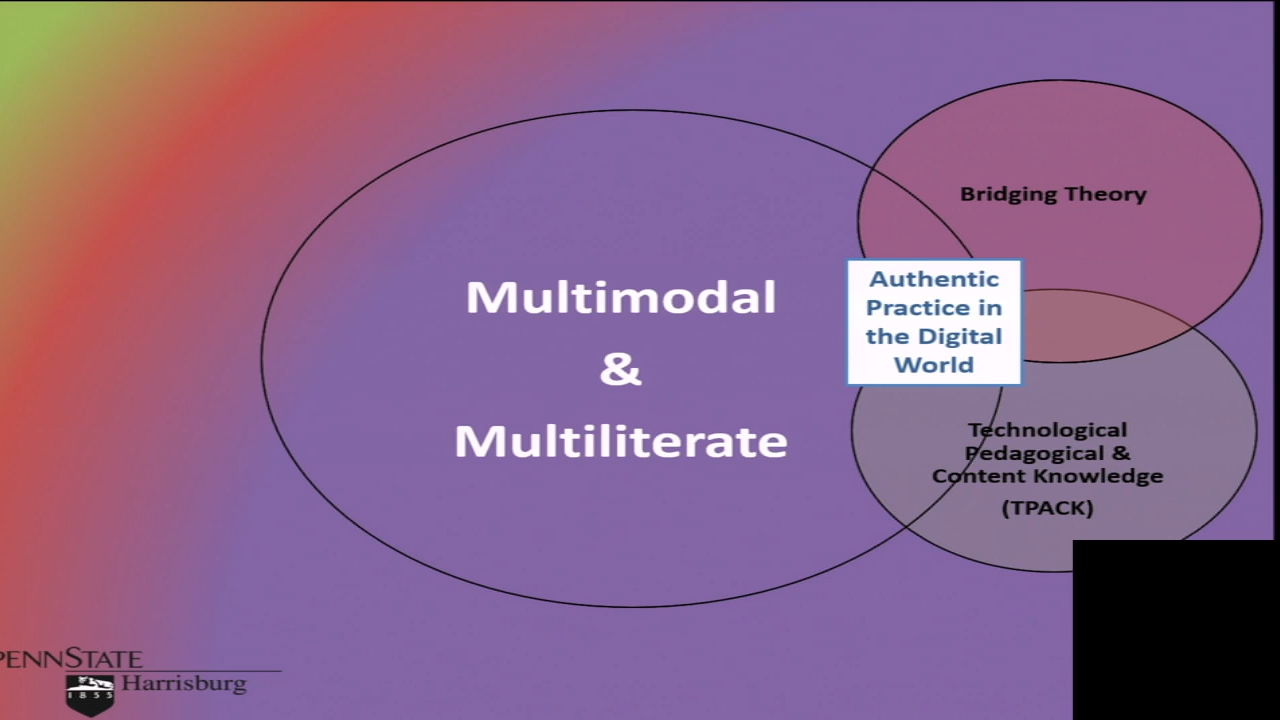 Bridging Theory
Multimodal
&
Multiliterate
Authentic
Practice in
the Digital
World
Technological
Pedagogical &
Content Knowledge
(TPACK)
PENNSTATE
1855
Harrisburg